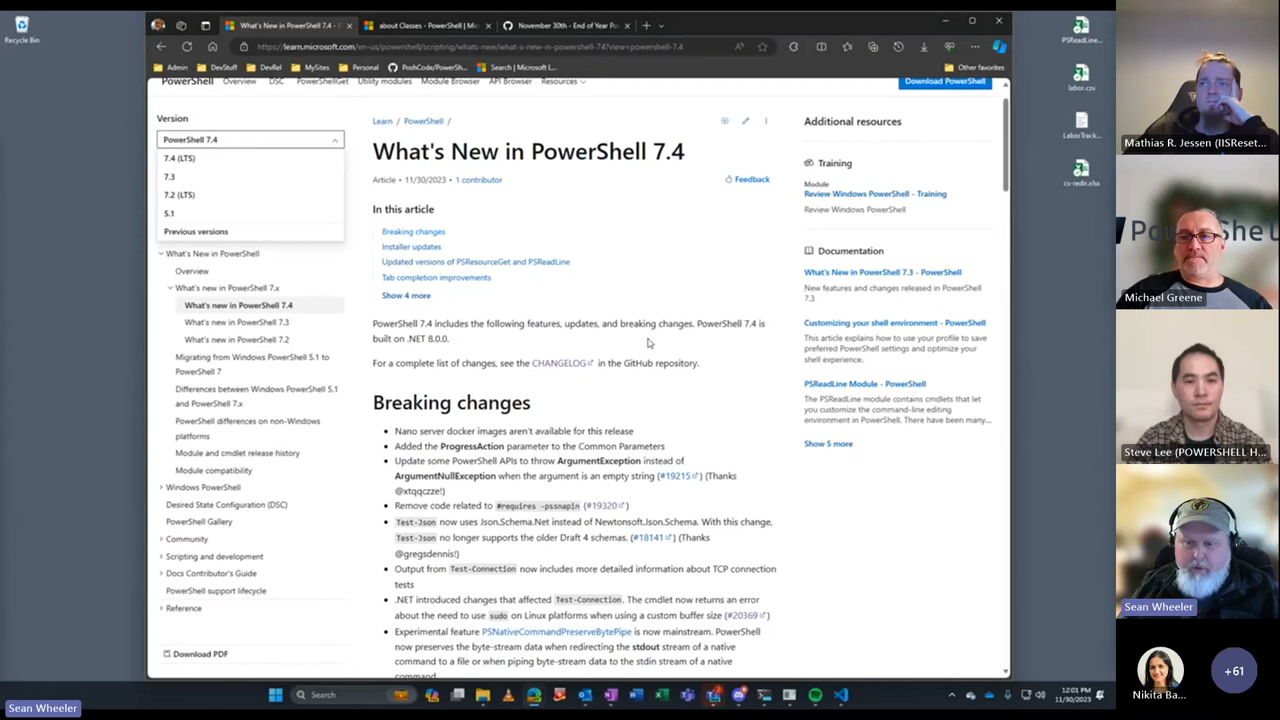 Recycle Bin
What's New in PowerShell 7.4 -
about Classes - PowerShell | Mi
November 30th - End of Year Po
https://learn.microsoft.com/en-us/powershell/scripting/whats-new/what-s-new-in-powershell-74?view=powershell-7.4
Admin
DevStuff
DevRel
MySites
Personal
PoshCode/PowerSh...
Search | Microsoft L...
Other favorites
PowerShell
Overview
DSC
PowerShellGet
Utility modules
Module Browser
API Browser
Resources
Download PowerShell
Version
PowerShell 7.4
7.4 (LTS)
7.3
7.2 (LTS)
5.1
Previous versions
What's New in PowerShell
Overview
What's new in PowerShell 7.x
What's new in PowerShell 7.4
What's new in PowerShell 7.3
What's new in PowerShell 7.2
Migrating from Windows PowerShell 5.1 to
PowerShell 7
Differences between Windows PowerShell 5.1
and PowerShell 7.x
PowerShell differences on non-Windows
platforms
Module and cmdlet release history
Module compatibility
Windows PowerShell
Desired State Configuration (DSC)
PowerShell Gallery
Community
Scripting and development
Docs Contributor's Guide
PowerShell support lifecycle
Reference
Download PDF
Learn / PowerShell /
What's New in PowerShell 7.4
Article • 11/30/2023 • 1 contributor
Feedback
In this article
Breaking changes
Installer updates
Updated versions of PSResourceGet and PSReadLine
Tab completion improvements
Show 4 more
PowerShell 7.4 includes the following features, updates, and breaking changes. PowerShell 7.4 is
built on .NET 8.0.0.
For a complete list of changes, see the CHANGELOG in the GitHub repository.
Breaking changes
• Nano server docker images aren't available for this release
• Added the ProgressAction parameter to the Common Parameters
• Update some PowerShell APIs to throw ArgumentException instead of
ArgumentNullException when the argument is an empty string (#19215) (Thanks
@xtqqczze!)
• Remove code related to #requires -pssnapin (#19320)
• Test-Json now uses Json.Schema.Net instead of Newtonsoft.Json.Schema. With this change,
Test-Json no longer supports the older Draft 4 schemas. (#18141) (Thanks
@gregsdennis!)
• Output from Test-Connection now includes more detailed information about TCP connection
tests
• .NET introduced changes that affected Test-Connection. The cmdlet now returns an error
about the need to use sudo on Linux platforms when using a custom buffer size (#20369)
• Experimental feature PSNativeCommandPreserveBytePipe is now mainstream. PowerShell
now preserves the byte-stream data when redirecting the stdout stream of a native
command to a file or when piping byte-stream data to the stdin stream of a native
command.
Additional resources
Training
Module
Review Windows PowerShell - Training
Review Windows PowerShell
Documentation
What's New in PowerShell 7.3 - PowerShell
New features and changes released in PowerShell
7.3
Customizing your shell environment - PowerShell
This article explains how to use your profile to
save preferred PowerShell settings and optimize your
shell experience.
PSReadLine Module - PowerShell
The PSReadLine module contains cmdlets that let
you customize the command-line editing
environment in PowerShell. There have been many...
Show 5 more
PSReadLine...
labor.csv
LaborTrack...
cs-redir.xlsx
Search
12:01 PM
11/30/2023
Mathias R. Jessen (IISReset...
PowerShel
Michael Greene
Steve Lee (POWERSHELL H...
Sean Wheeler
Nikita Ba...
+61
Sean Wheeler